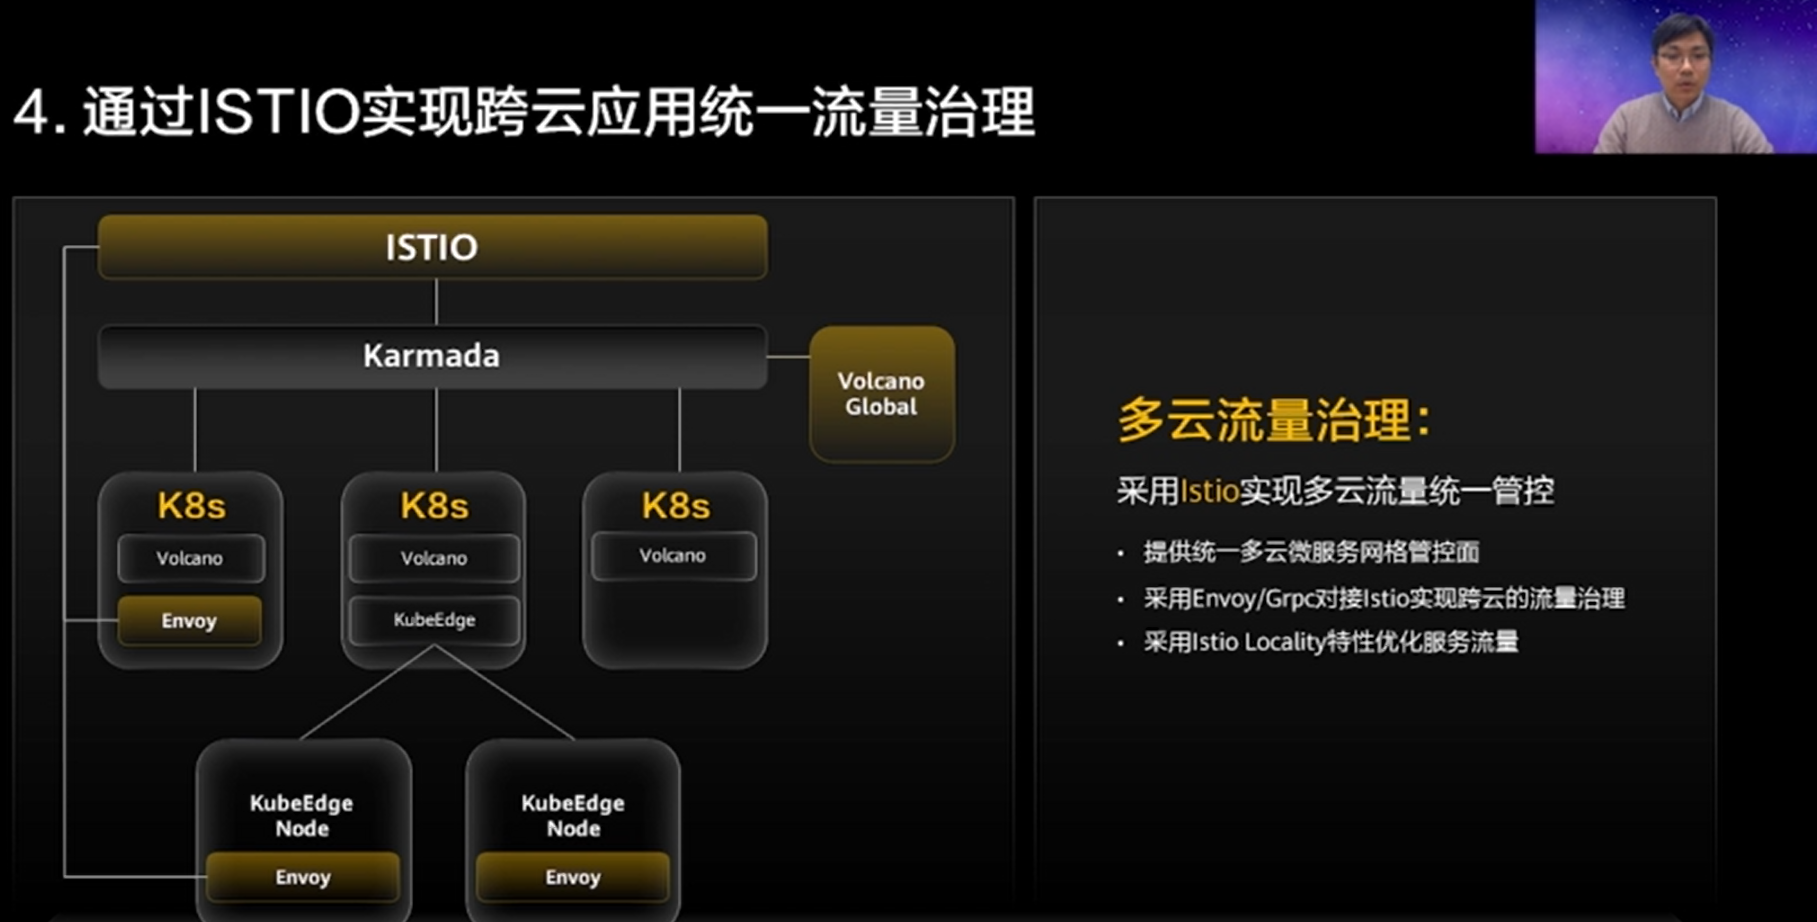 4. 通过ISTIO实现跨云应用统一流量治理
ISTIO
Karmada
Volcano
Global
K8s
Volcano
Envoy
K8s
Volcano
KubeEdge
K8s
Volcano
KubeEdge
Node
Envoy
KubeEdge
Node
Envoy
多云流量治理：
采用Istio实现多云流量统一管控
• 提供统一多云微服务网格管控面
• 采用Envoy/Grpc对接Istio实现跨云的流量治理
• 采用Istio Locality特性优化服务流量